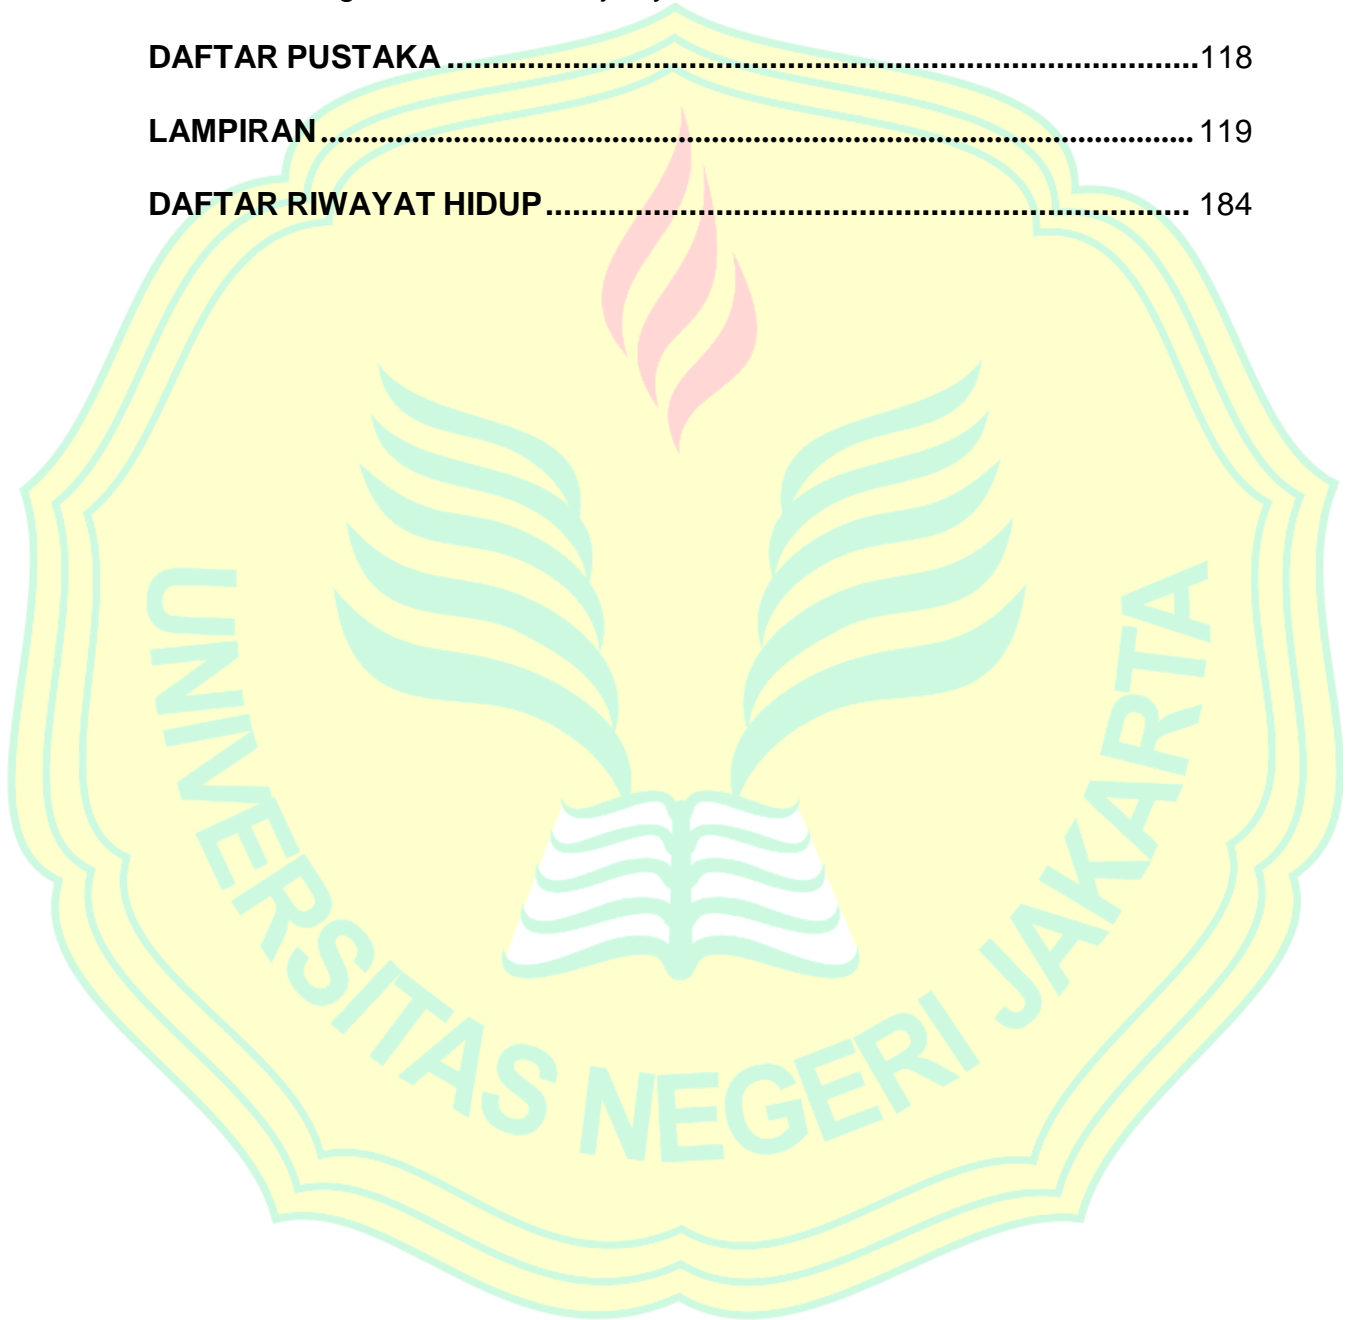 DAFTAR PUSTAKA ........................................................................................118
LAMPIRAN........................................................................................................ 119
DAFTAR RIWAYAT HIDUP.......................................................................... 184
UNIVERSITAS NEGERI JAKARTA